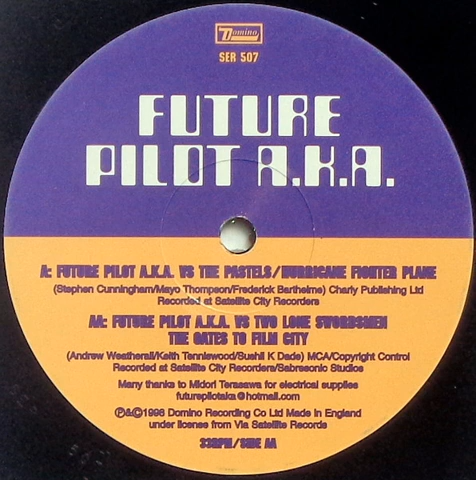 Domino
SER 507
FUTURE
PILOT A.K.A.
A: FUTURE PILOT A.K.A. VS THE PASTELS/HURRICANE FIGHTER PLANE
(Stephen Cunningham/Mayo Thompson/Frederick Barthelme) Charly Publishing Ltd
Recorded at Satellite City Recorders
AA: FUTURE PILOT A.K.A. VS TWO LONE SWORDSMEN
THE GATES TO FILM CITY
(Andrew Weatherall/Keith Tenniewood/Sushil K Dade) MCA/Copyright Control
Recorded at Satellite City Recorders/Sabresonic Studios
Many thanks to Midori Terasawa for electrical supplies
futurepilotaka@hotmail.com
℗&©1998 Domino Recording Co Ltd Made in England
under license from Via Satellite Records
33RPM/SIDE AA